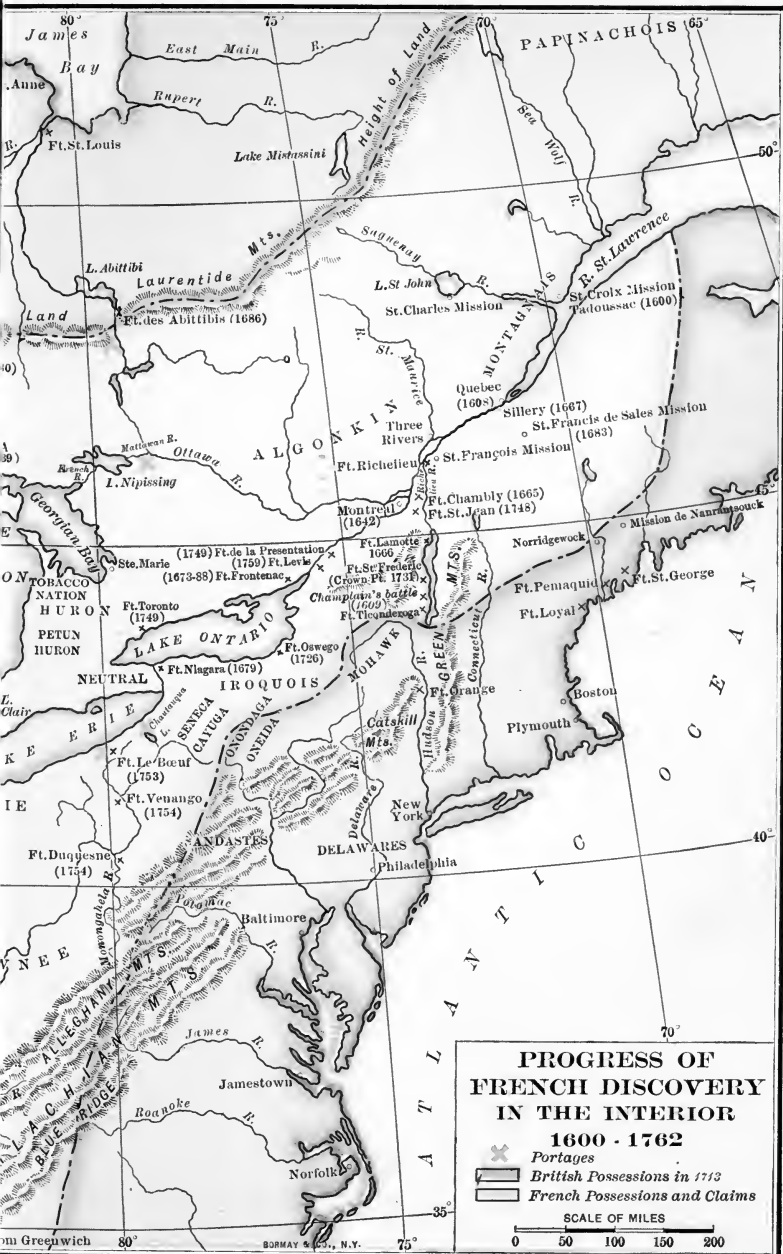 80°
75°
70°
65°
James
Bay
East Main R.
PAPINACHOIS
.Anne
Rupert R.
Height of Land
R.
Ft.St.Louis
Sea Wolf R.
Lake Mistassini
50°
Saguenay R.
R. St. Lawrence
Mts.
L.Abittibi
Laurentide
L.St John
St.Croix Mission
Land
St.Charles Mission
Tadoussac (1600)
Ft.des Abittibis (1686)
MONTAGNAIS
R. St. Maurice
Quebec
(1608)
Sillery (1667)
St.Francis de Sales Mission
(1683)
ALGONKIN
Three
Rivers
Mattawan R.
Ottawa R.
Ft.Richelieu
St.François Mission
French R.
L.Nipissing
45°
Georgian Bay
Montreal
(1642)
Ft.Chambly (1665)
Ft.St.Jean (1748)
Mission de Nanrantsouck
Ft.Lamotte
1666
Norridgewock
Ste.Marie
(1749) Ft.de la Presentation
(1759) Ft.Levis
Ft.St.Frederic
(Crown Pt. 1731)
(1673-88) Ft.Frontenac
Ft.St.George
Ft.Pemaquid
TOBACCO
NATION
HURON
Champlain's battle
(1609)
Ft.Loyal
Ft.Toronto
(1749)
Ft.Ticonderoga
PETUN
HURON
LAKE ONTARIO
Ft.Oswego
(1726)
MOHAWK
GREEN MTS.
Connecticut R.
Ft.Niagara (1679)
NEUTRAL
IROQUOIS
Ft.Orange
Boston
L.
Clair
Chautauqua L.
SENECA
CAYUGA
ONONDAGA
ONEIDA
Catskill
Mts.
Hudson R.
Plymouth
KE ERIE
Ft.Le Bœuf
(1753)
IE
Ft.Venango
(1754)
Delaware R.
New
York
ANDASTES
DELAWARES
Ft.Duquesne
(1754)
Philadelphia
40°
Monongahela R.
Potomac R.
Baltimore
ATLANTIC OCEAN
WNEE
ALLEGHANY MTS.
LACHIAN MTS
BLUE RIDGE
James R.
Jamestown
Roanoke R.
Norfolk
70°
PROGRESS OF
FRENCH DISCOVERY
IN THE INTERIOR
1600 - 1762
Portages
British Possessions in 1713
French Possessions and Claims
SCALE OF MILES
0 50 100 150 200
35°
om Greenwich
80°
BORMAY & CO., N.Y.
75°